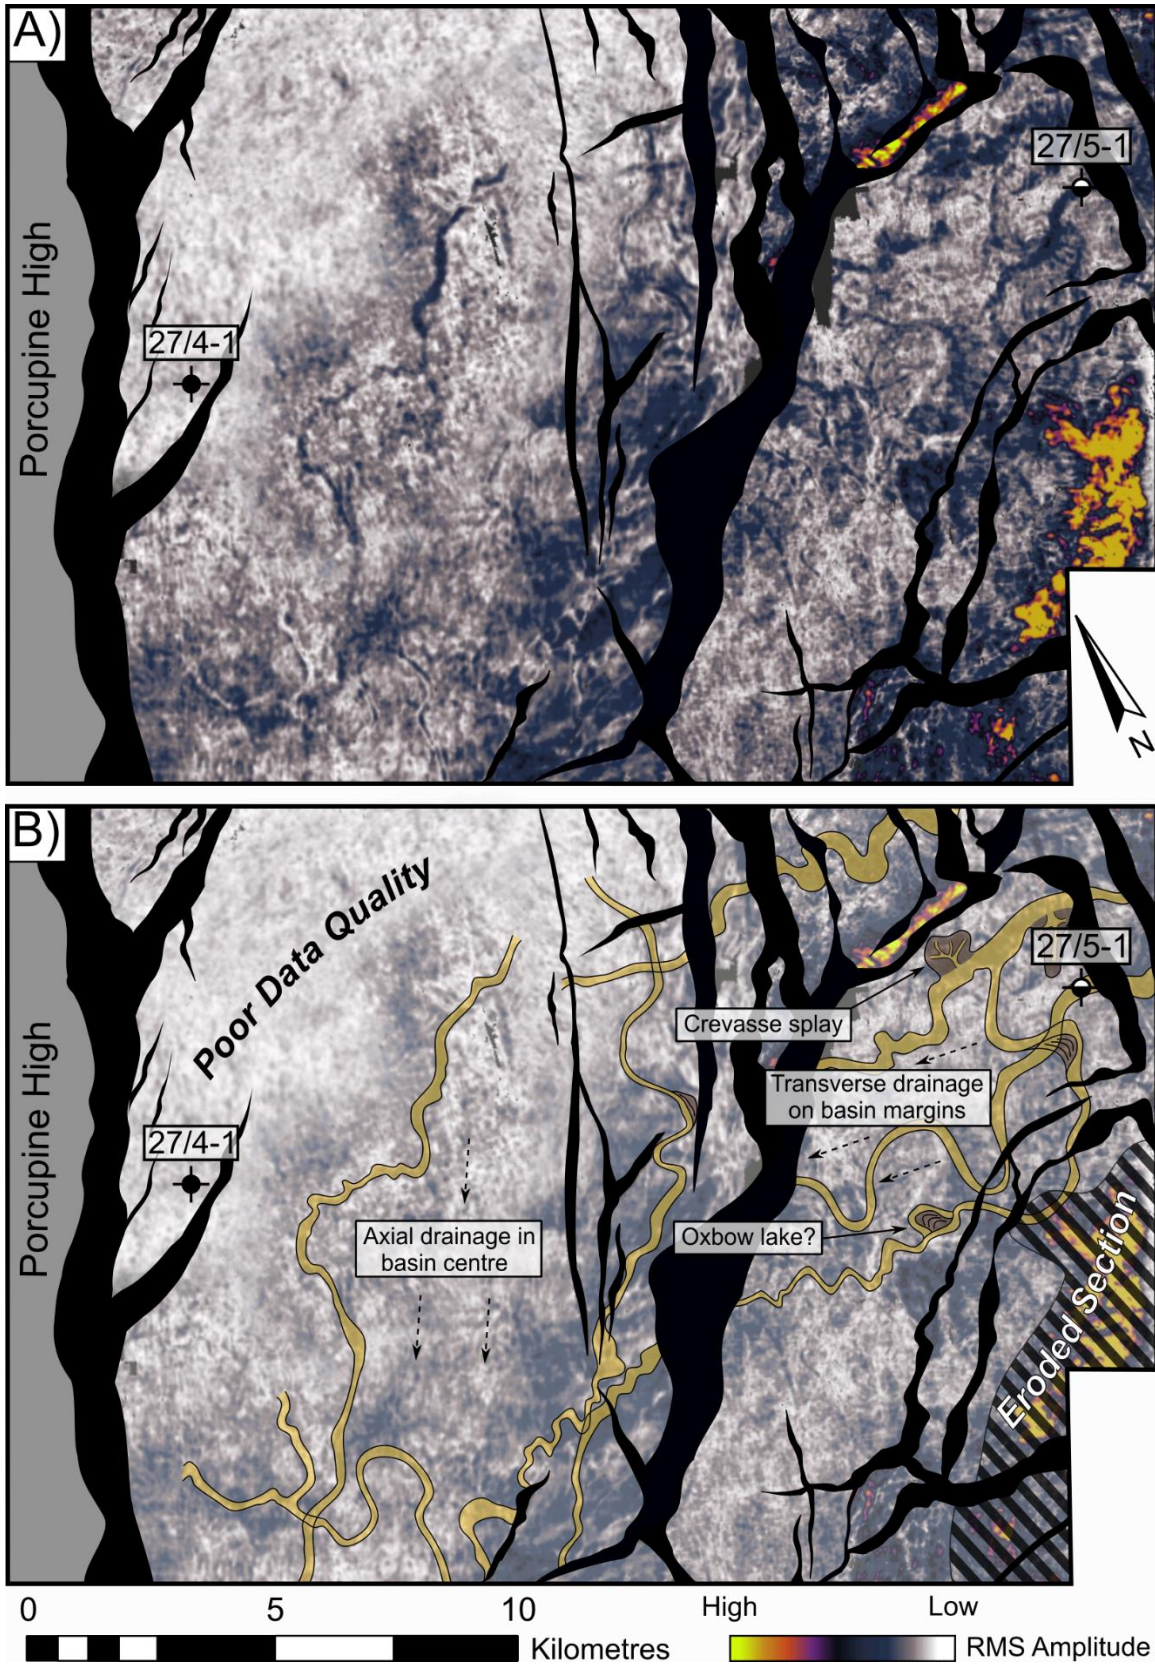 A)
27/5-1
27/4-1
Porcupine High
N
B)
Poor Data Quality
27/5-1
Crevasse splay
Transverse drainage
on basin margins
27/4-1
Porcupine High
Axial drainage in
basin centre
Oxbow lake?
Eroded Section
0 5 10 High Low
Kilometres RMS Amplitude